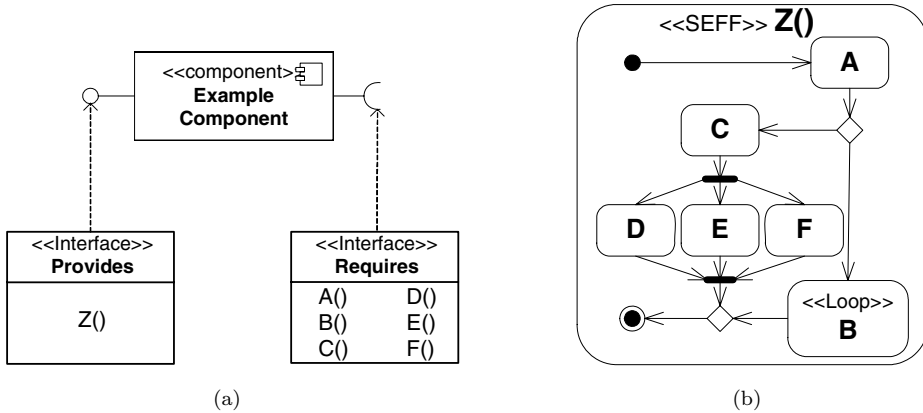 <<component>>
Example
Component
<<Interface>>
Provides
Z()
<<Interface>>
Requires
A() D()
B() E()
C() F()
(a)
<<SEFF>> Z()
A
C
D E F
<<Loop>>
B
(b)